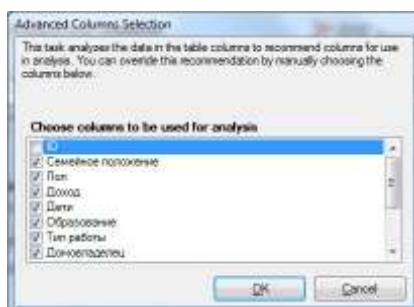 Advanced Columns Selection
This task analyzes the data in the table columns to recommend columns for use
in analysis. You can override this recommendation by manually choosing the
columns below.
Choose columns to be used for analysis
ID
Семейное положение
Пол
Доход
Дети
Образование
Тип работы
Домовладелец
OK
Cancel